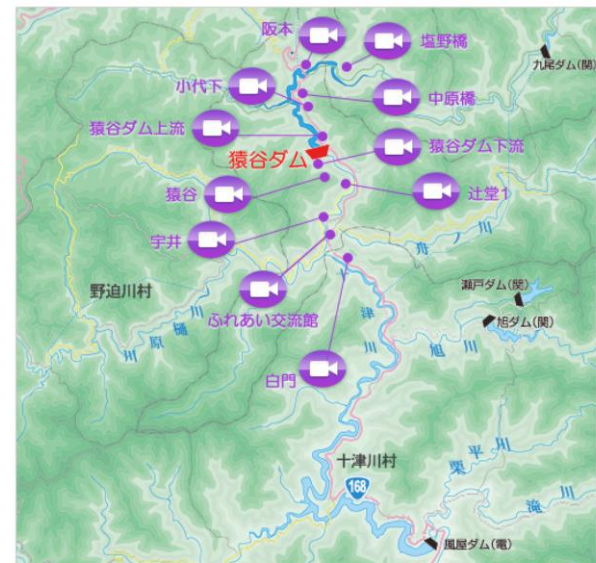 阪本
塩野橋
九尾ダム(関)
小代下
中原橋
猿谷ダム上流
猿谷ダム下流
猿谷ダム
猿谷
辻堂1
宇井
舟ノ川
野迫川村
瀬戸ダム(関)
ふれあい交流館
旭ダム(関)
川原樋川
十津川
旭川
白門
十津川村
栗平川
168
滝川
風屋ダム(電)